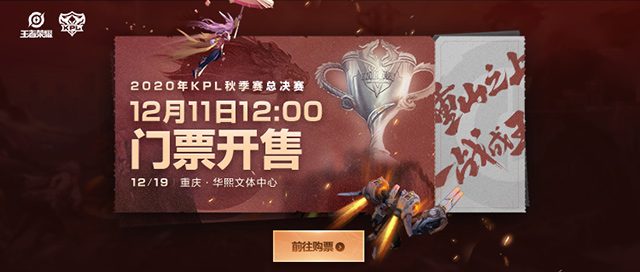 王者荣耀
KPL
2020年KPL秋季赛总决赛
12月11日12:00
门票开售
12/19 | 重庆·华熙文体中心
重山之上
一战成王
前往购票